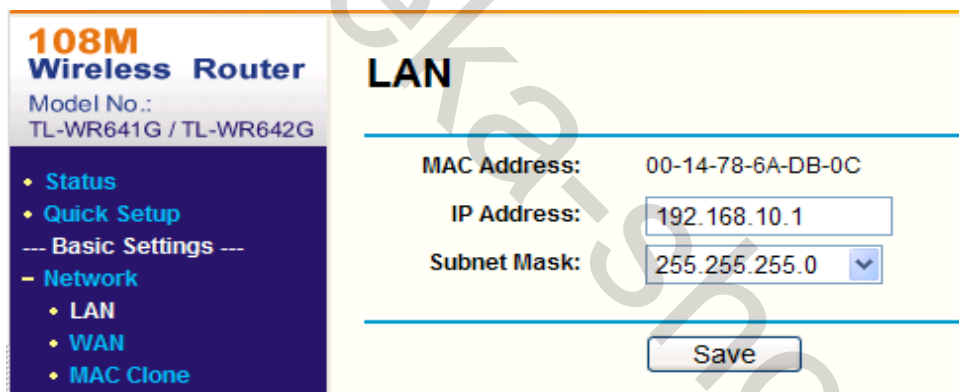 108M
Wireless Router
Model No.:
TL-WR641G / TL-WR642G
• Status
• Quick Setup
--- Basic Settings ---
– Network
• LAN
• WAN
• MAC Clone
LAN
MAC Address: 00-14-78-6A-DB-0C
IP Address: 192.168.10.1
Subnet Mask: 255.255.255.0
Save
eka-sho